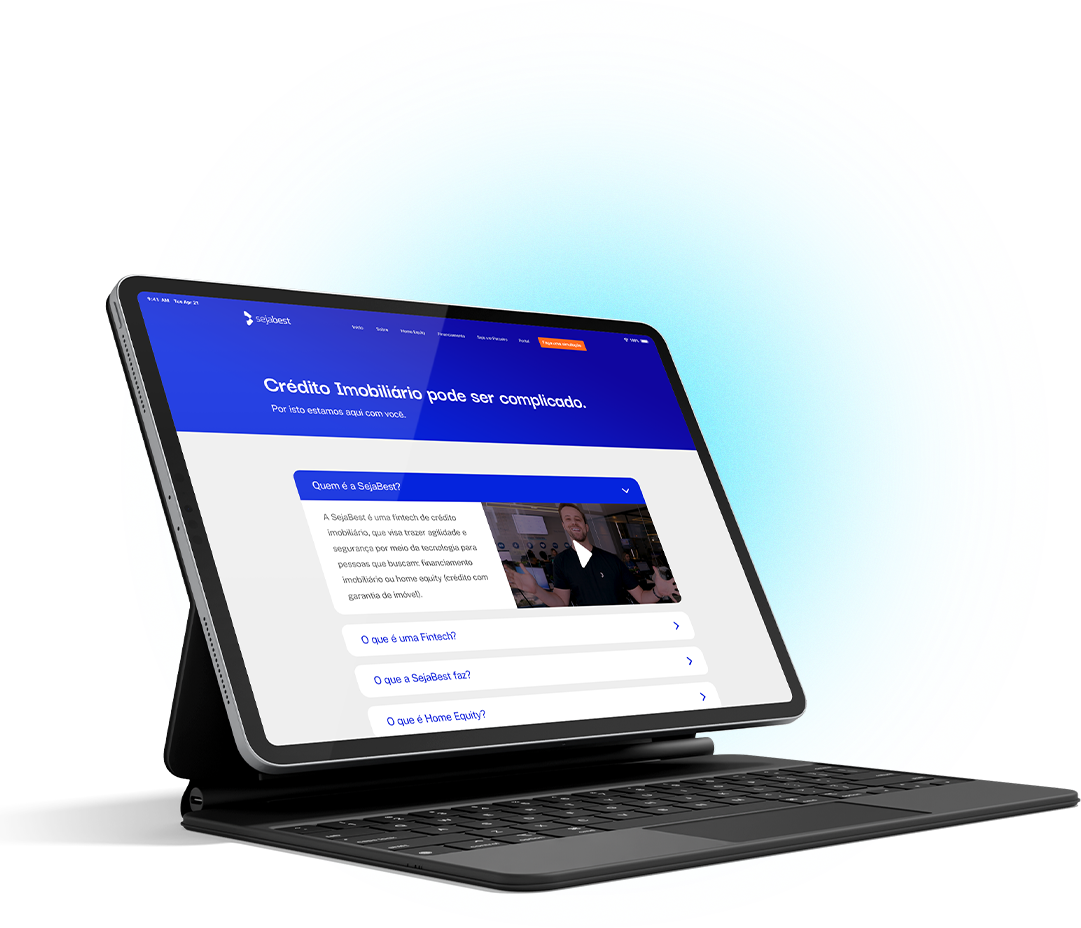 9:41 AM Tue Apr 21
100%
sejabest
Início Sobre Home Equity Financiamento Seja um Parceiro Portal Faça uma simulação
Crédito Imobiliário pode ser complicado.
Por isto estamos aqui com você.
Quem é a SejaBest?
A SejaBest é uma fintech de crédito
imobiliário, que visa trazer agilidade e
segurança por meio da tecnologia para
pessoas que buscam: financiamento
imobiliário ou home equity (crédito com
garantia de imóvel).
O que é uma Fintech?
O que a SejaBest faz?
O que é Home Equity?